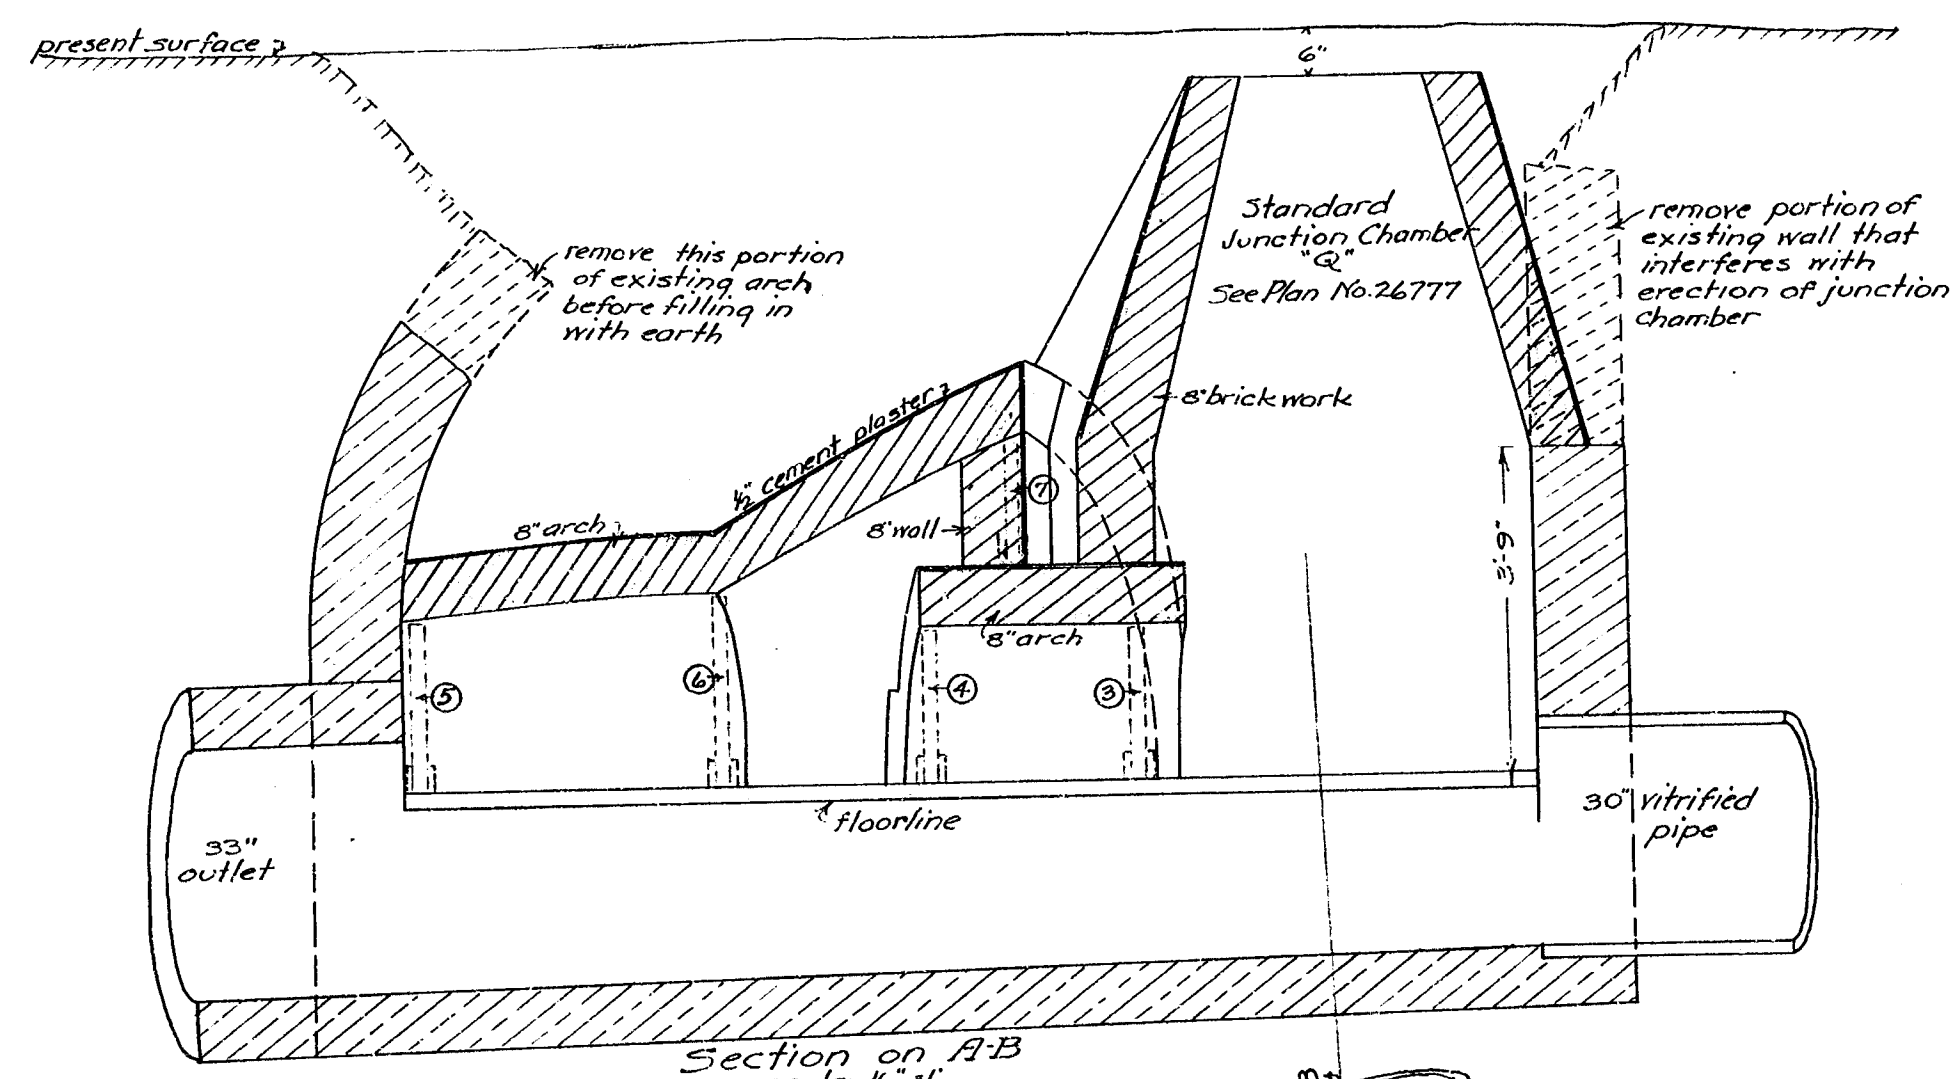 present surface
6"
Standard
Junction Chamber
"Q"
See Plan No. 26777
remove portion of
existing wall that
interferes with
erection of junction
chamber
remove this portion
of existing arch
before filling in
with earth
½" cement plaster
8" brickwork
8" arch
8" wall
7
3'-9"
8" arch
5
6
4
3
floorline
33"
outlet
30" vitrified
pipe
Section on A-B